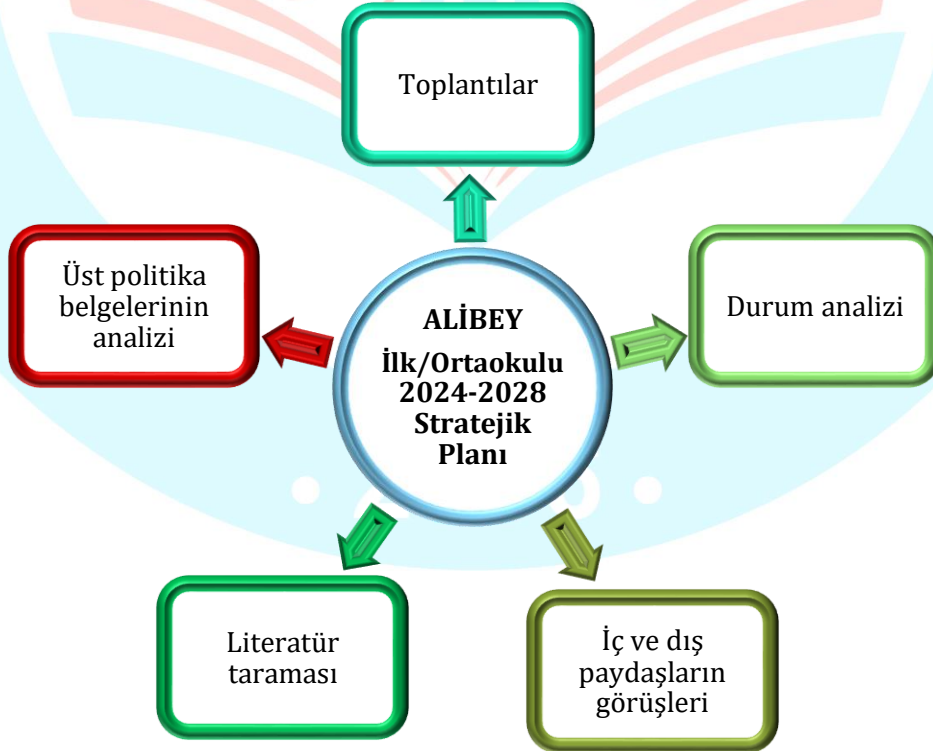 Toplantılar
Üst politika
belgelerinin
analizi
ALİBEY
İlk/Ortaokulu
2024-2028
Stratejik
Planı
Durum analizi
Literatür
taraması
İç ve dış
paydaşların
görüşleri